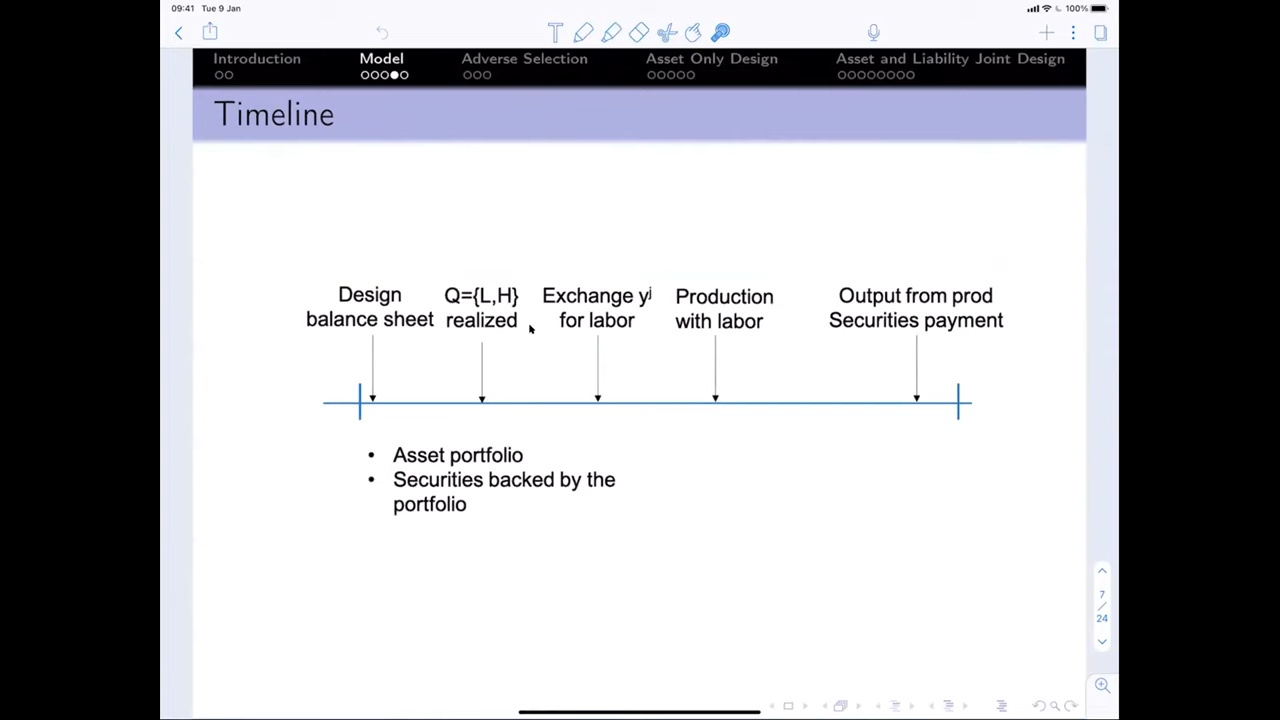 09:41 Tue 9 Jan 100%
Introduction Model Adverse Selection Asset Only Design Asset and Liability Joint Design
Timeline
Design balance sheet
Q={L,H} realized
Exchange yʲ for labor
Production with labor
Output from prod
Securities payment
• Asset portfolio
• Securities backed by the
portfolio
7
/
24